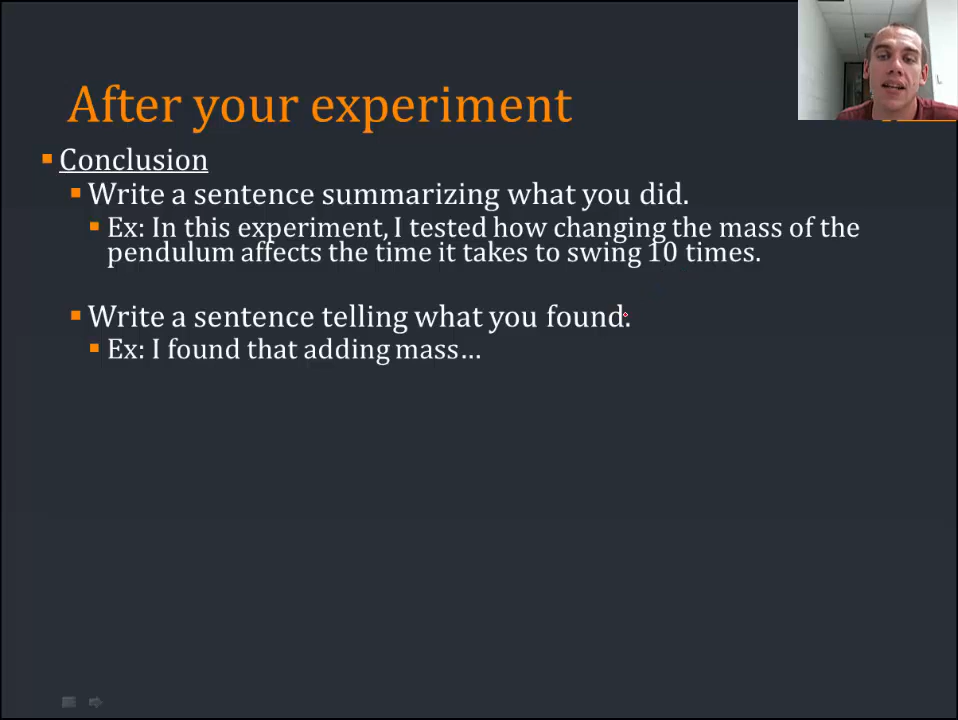 After your experiment
Conclusion
Write a sentence summarizing what you did.
Ex: In this experiment, I tested how changing the mass of the
pendulum affects the time it takes to swing 10 times.
Write a sentence telling what you found.
Ex: I found that adding mass…